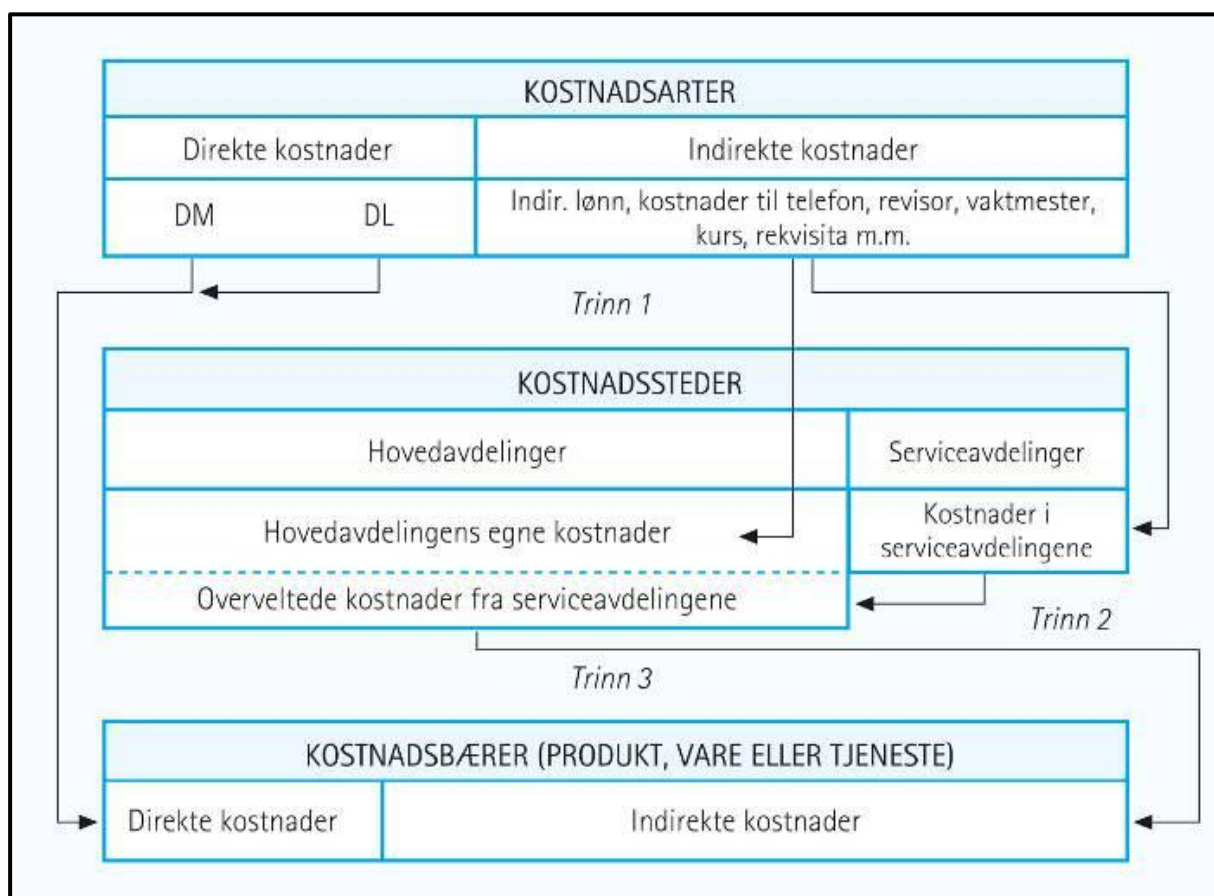 KOSTNADSARTER
Direkte kostnader
Indirekte kostnader
DM
DL
Indir. lønn, kostnader til telefon, revisor, vaktmester,
kurs, rekvisita m.m.
Trinn 1
KOSTNADSSTEDER
Hovedavdelinger
Serviceavdelinger
Hovedavdelingens egne kostnader
Kostnader i
serviceavdelingene
Overveltede kostnader fra serviceavdelingene
Trinn 2
Trinn 3
KOSTNADSBÆRER (PRODUKT, VARE ELLER TJENESTE)
Direkte kostnader
Indirekte kostnader